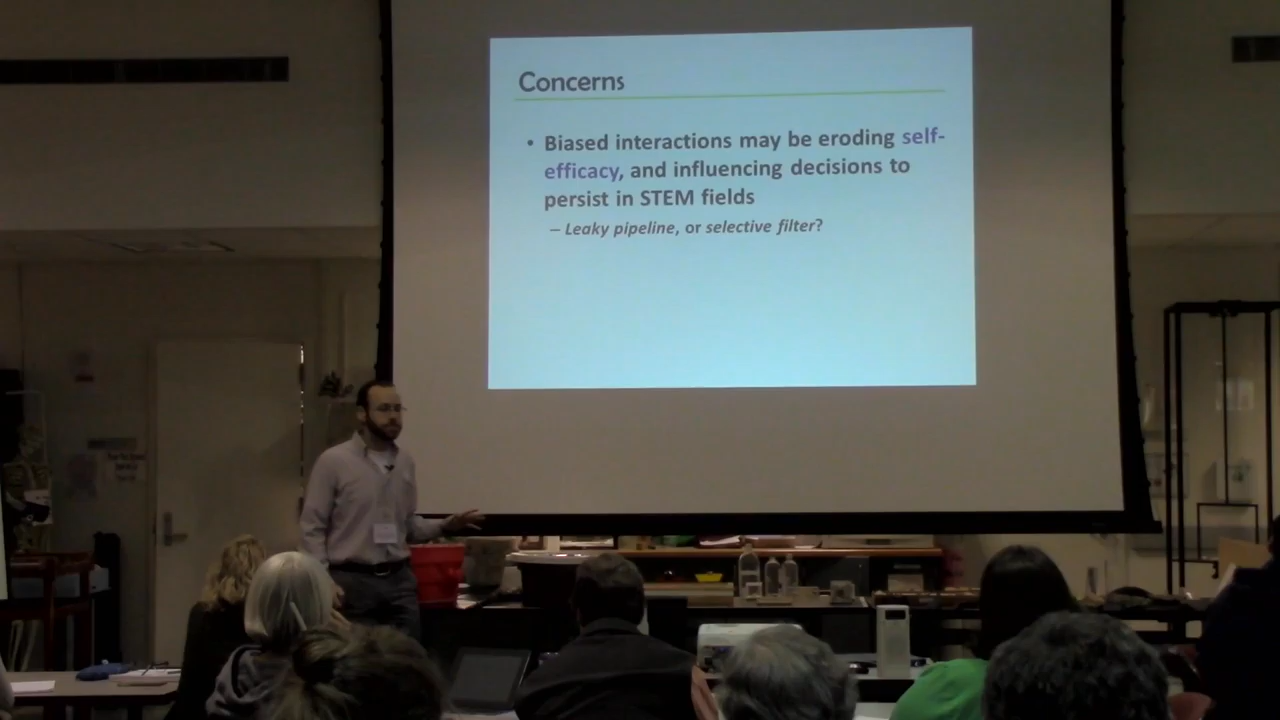 Concerns
• Biased interactions may be eroding self-
efficacy, and influencing decisions to
persist in STEM fields
– Leaky pipeline, or selective filter?